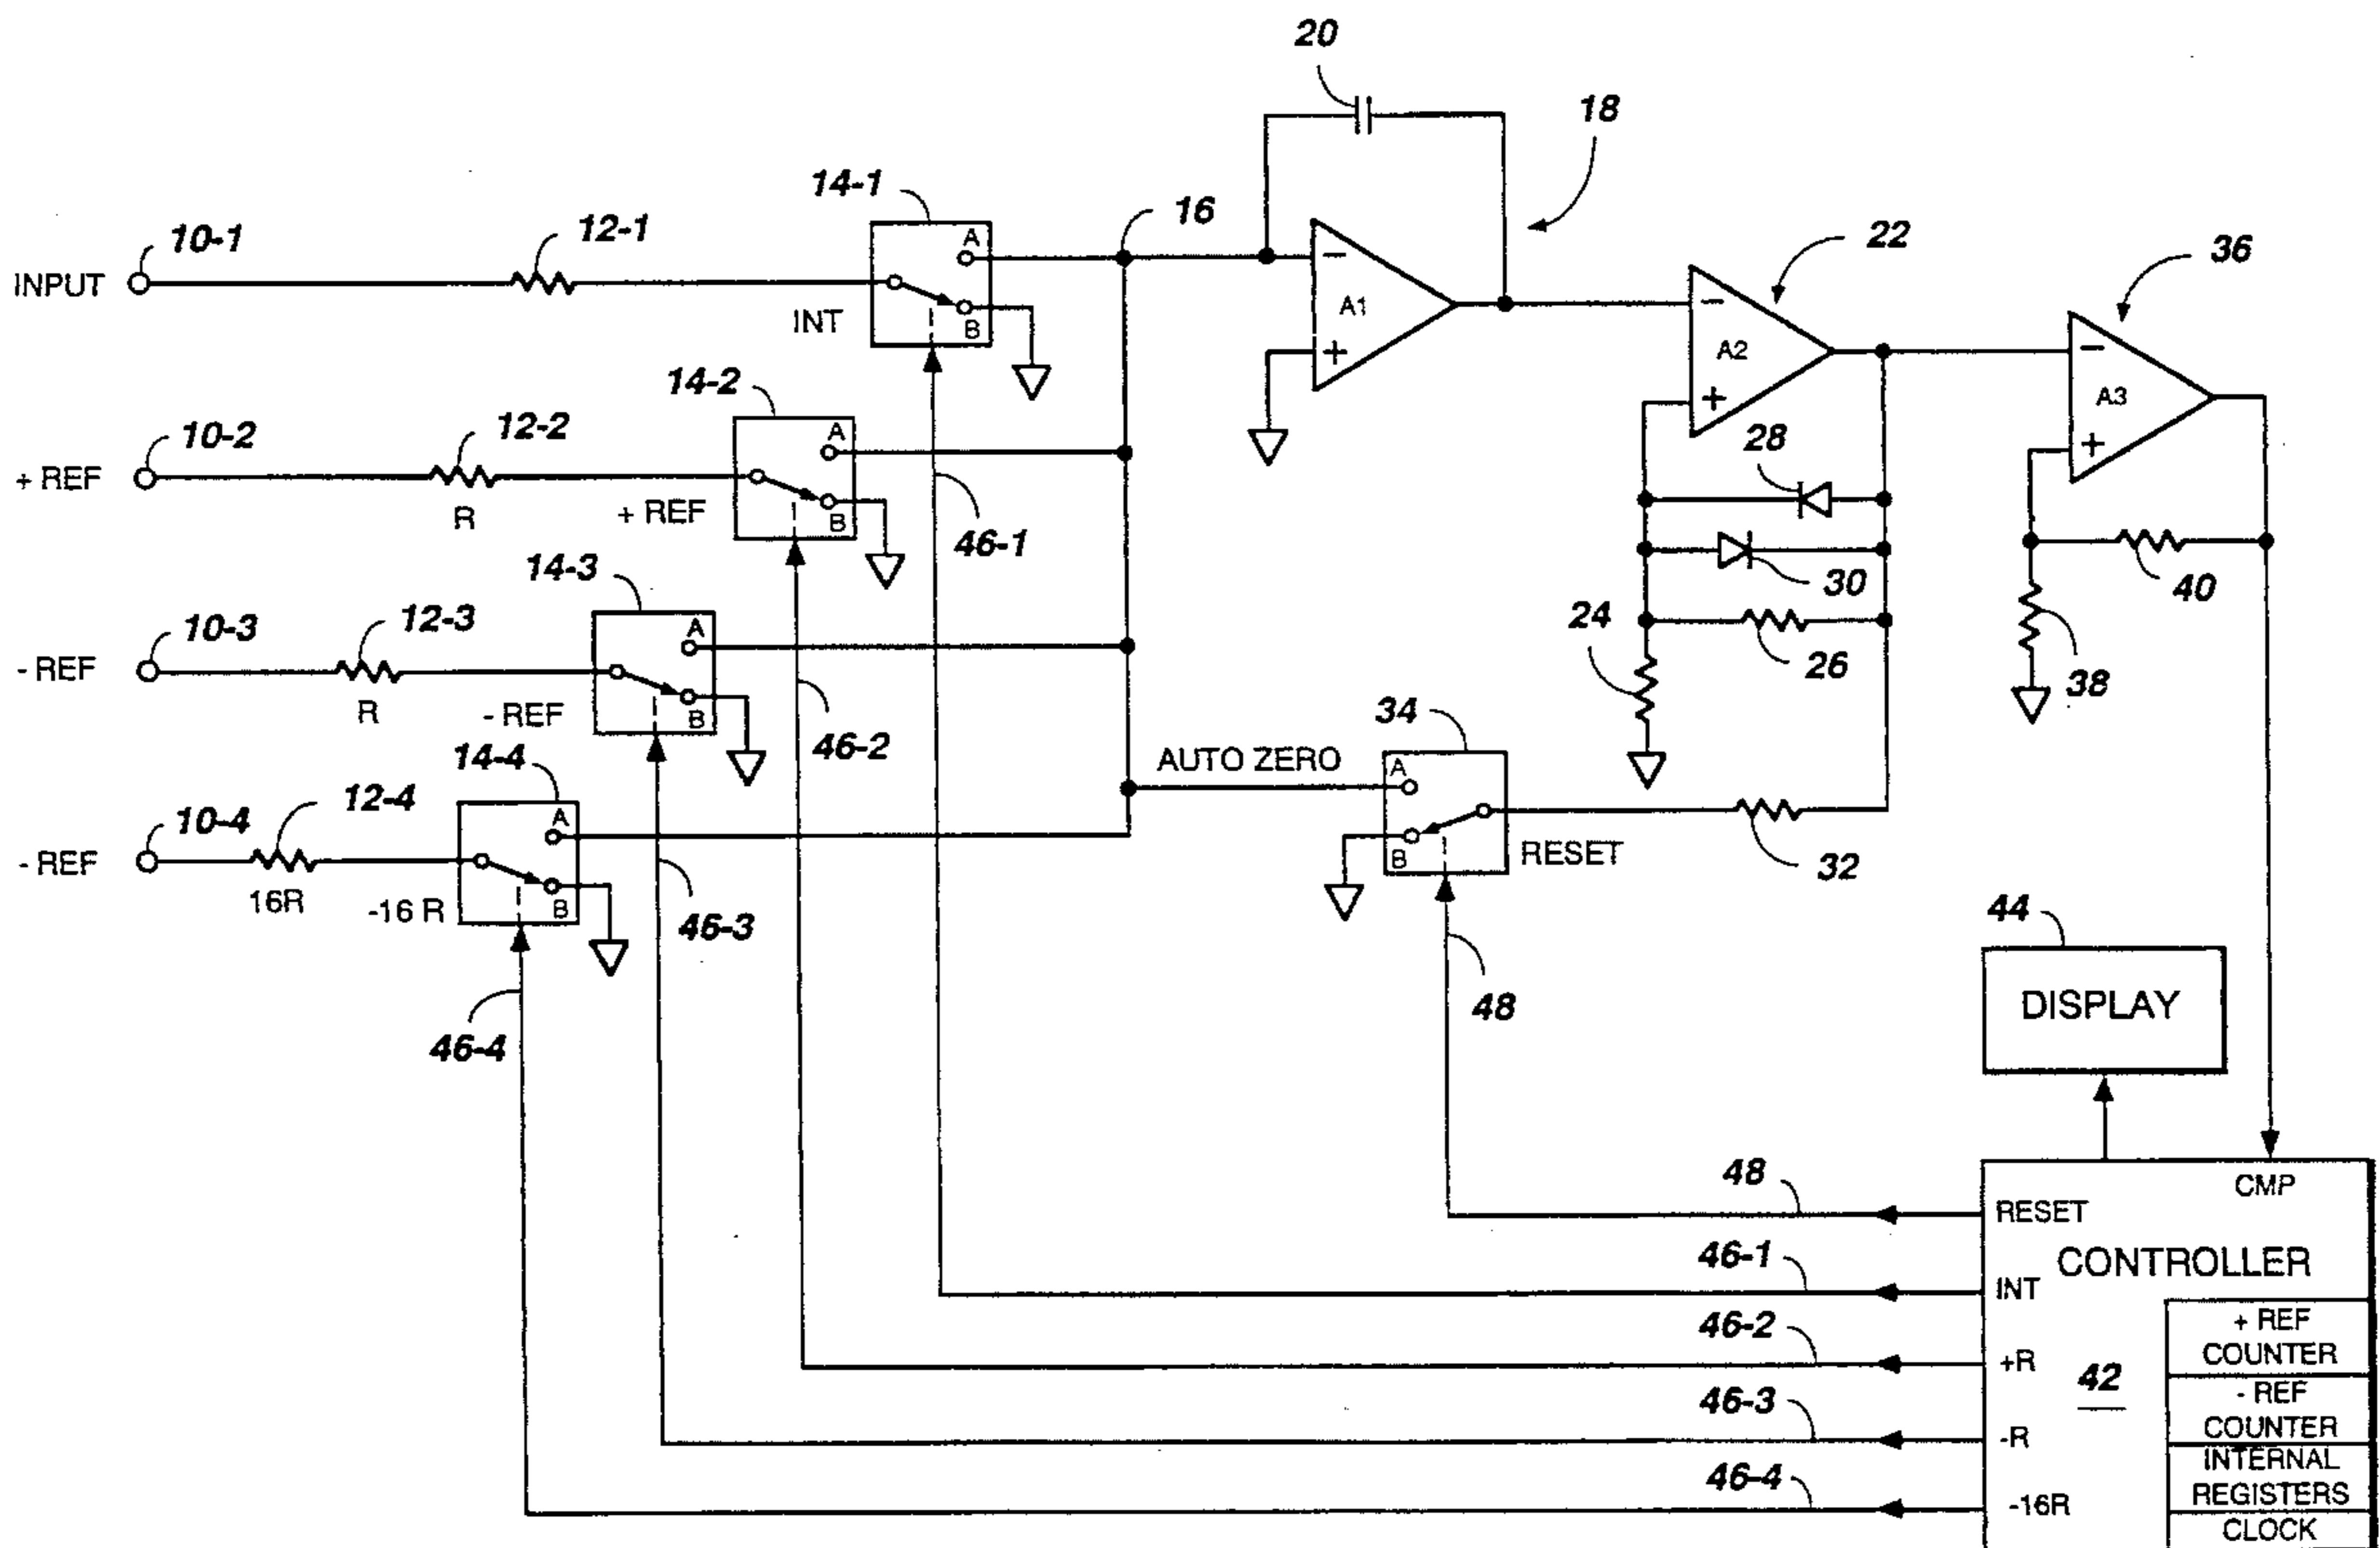 20
18
14-1
16
10-1
12-1
22
36
INPUT
A
B
INT
−
A1
+
−
A2
+
−
A3
+
14-2
10-2
12-2
28
+ REF
R
+ REF
A
B
46-1
14-3
30
40
10-3
12-3
24
26
38
- REF
R
- REF
A
B
46-2
34
14-4
AUTO ZERO
A
B
RESET
32
10-4
12-4
- REF
16R
-16 R
A
B
46-3
44
DISPLAY
48
46-4
48
CMP
RESET
CONTROLLER
46-1
INT
46-2
+R
42
+ REF
COUNTER
46-3
-R
- REF
COUNTER
46-4
-16R
INTERNAL
REGISTERS
CLOCK